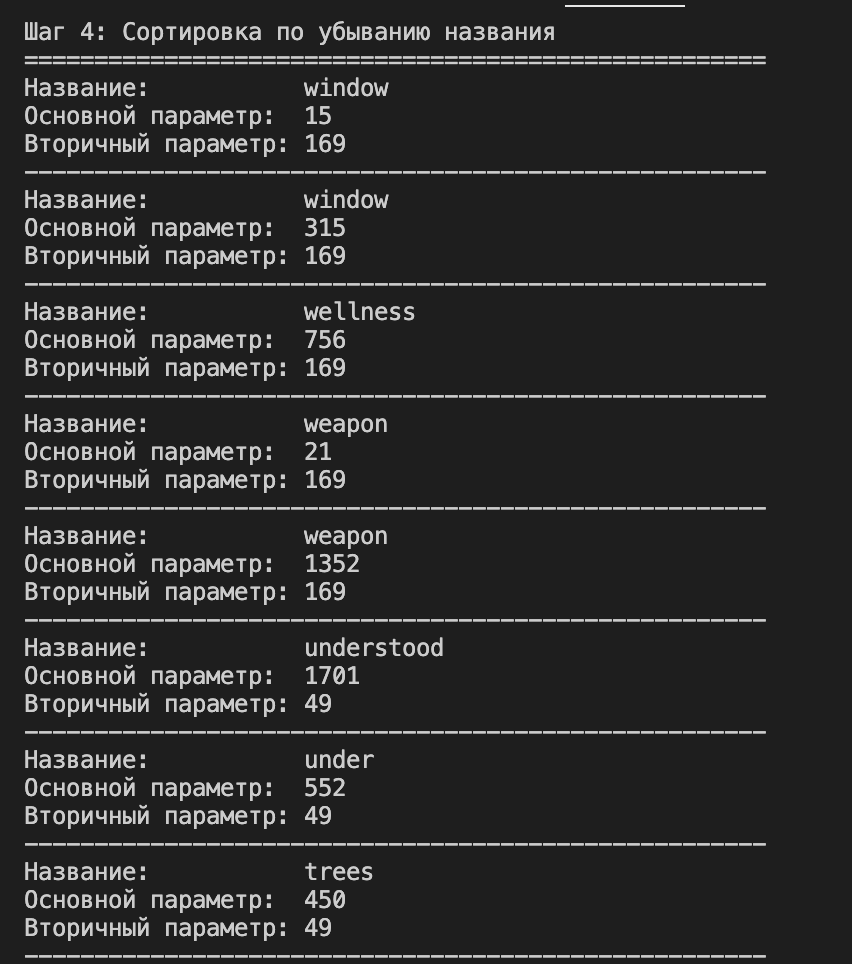 Шаг 4: Сортировка по убыванию названия
=====================================================
Название: window
Основной параметр: 15
Вторичный параметр: 169
-----------------------------------------------------
Название: window
Основной параметр: 315
Вторичный параметр: 169
-----------------------------------------------------
Название: wellness
Основной параметр: 756
Вторичный параметр: 169
-----------------------------------------------------
Название: weapon
Основной параметр: 21
Вторичный параметр: 169
-----------------------------------------------------
Название: weapon
Основной параметр: 1352
Вторичный параметр: 169
-----------------------------------------------------
Название: understood
Основной параметр: 1701
Вторичный параметр: 49
-----------------------------------------------------
Название: under
Основной параметр: 552
Вторичный параметр: 49
-----------------------------------------------------
Название: trees
Основной параметр: 450
Вторичный параметр: 49
-----------------------------------------------------